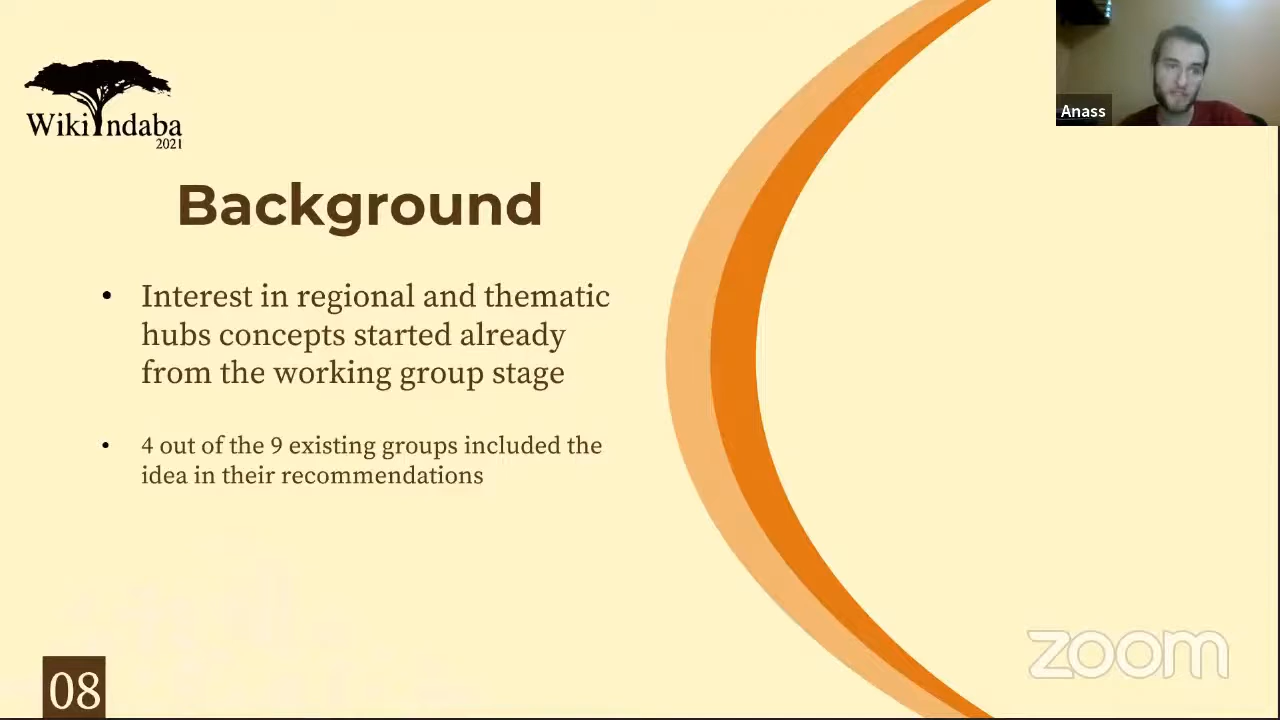 WikiIndaba
2021
Anass
Background
• Interest in regional and thematic
hubs concepts started already
from the working group stage
• 4 out of the 9 existing groups included the
idea in their recommendations
08
zoom